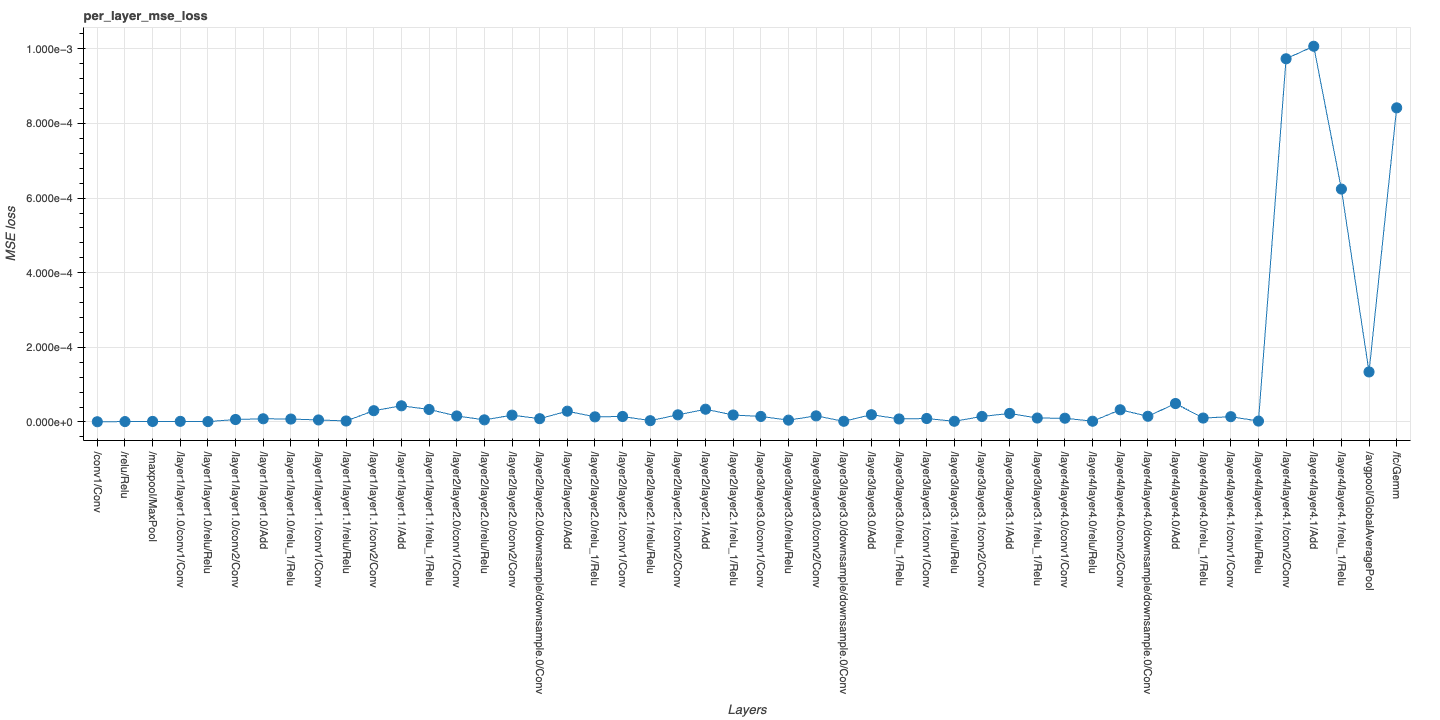 per_layer_mse_loss
MSE loss
1.000e−3
8.000e−4
6.000e−4
4.000e−4
2.000e−4
0.000e+0
/conv1/Conv
/relu/Relu
/maxpool/MaxPool
/layer1/layer1.0/conv1/Conv
/layer1/layer1.0/relu/Relu
/layer1/layer1.0/conv2/Conv
/layer1/layer1.0/Add
/layer1/layer1.0/relu_1/Relu
/layer1/layer1.1/conv1/Conv
/layer1/layer1.1/relu/Relu
/layer1/layer1.1/conv2/Conv
/layer1/layer1.1/Add
/layer1/layer1.1/relu_1/Relu
/layer2/layer2.0/conv1/Conv
/layer2/layer2.0/relu/Relu
/layer2/layer2.0/conv2/Conv
/layer2/layer2.0/downsample/downsample.0/Conv
/layer2/layer2.0/Add
/layer2/layer2.0/relu_1/Relu
/layer2/layer2.1/conv1/Conv
/layer2/layer2.1/relu/Relu
/layer2/layer2.1/conv2/Conv
/layer2/layer2.1/Add
/layer2/layer2.1/relu_1/Relu
/layer3/layer3.0/conv1/Conv
/layer3/layer3.0/relu/Relu
/layer3/layer3.0/conv2/Conv
/layer3/layer3.0/downsample/downsample.0/Conv
/layer3/layer3.0/Add
/layer3/layer3.0/relu_1/Relu
/layer3/layer3.1/conv1/Conv
/layer3/layer3.1/relu/Relu
/layer3/layer3.1/conv2/Conv
/layer3/layer3.1/Add
/layer3/layer3.1/relu_1/Relu
/layer4/layer4.0/conv1/Conv
/layer4/layer4.0/relu/Relu
/layer4/layer4.0/conv2/Conv
/layer4/layer4.0/downsample/downsample.0/Conv
/layer4/layer4.0/Add
/layer4/layer4.0/relu_1/Relu
/layer4/layer4.1/conv1/Conv
/layer4/layer4.1/relu/Relu
/layer4/layer4.1/conv2/Conv
/layer4/layer4.1/Add
/layer4/layer4.1/relu_1/Relu
/avgpool/GlobalAveragePool
/fc/Gemm
Layers